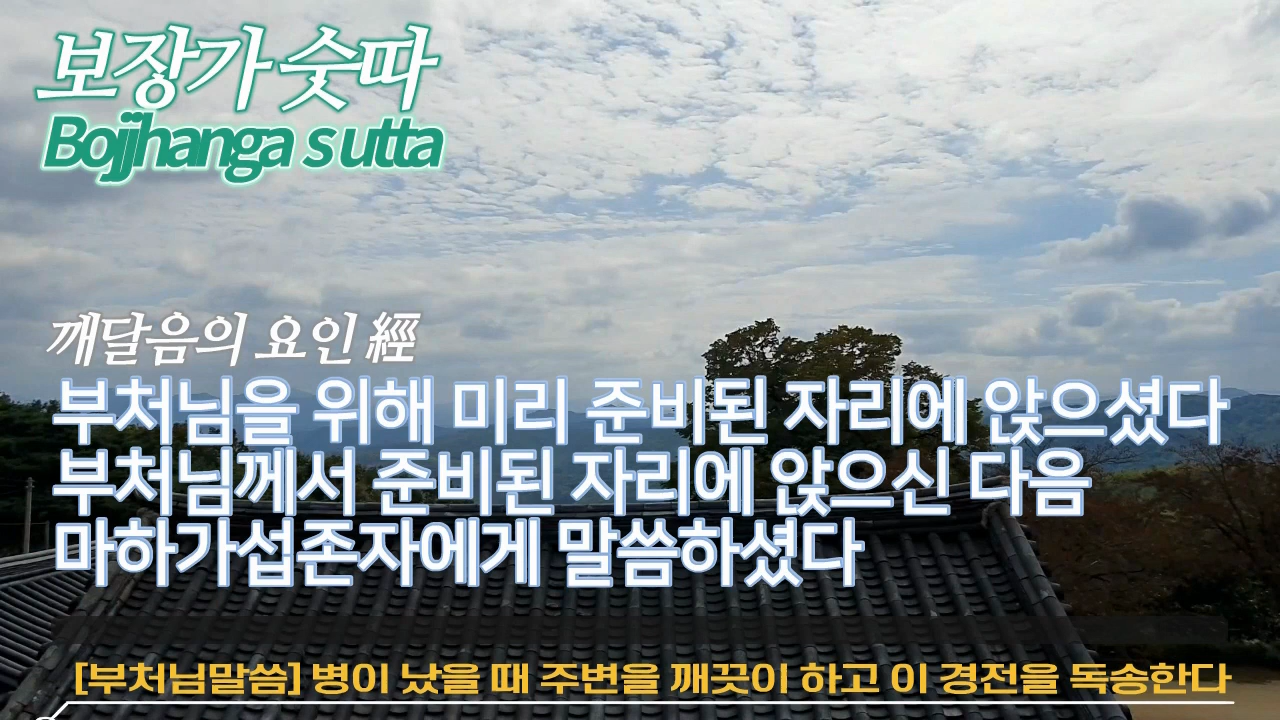 보장가 숫따
Bojjhanga sutta
깨달음의 요인 經
부처님을 위해 미리 준비된 자리에 앉으셨다
부처님께서 준비된 자리에 앉으신 다음
마하가섭존자에게 말씀하셨다
[부처님말씀] 병이 났을 때 주변을 깨끗이 하고 이 경전을 독송한다